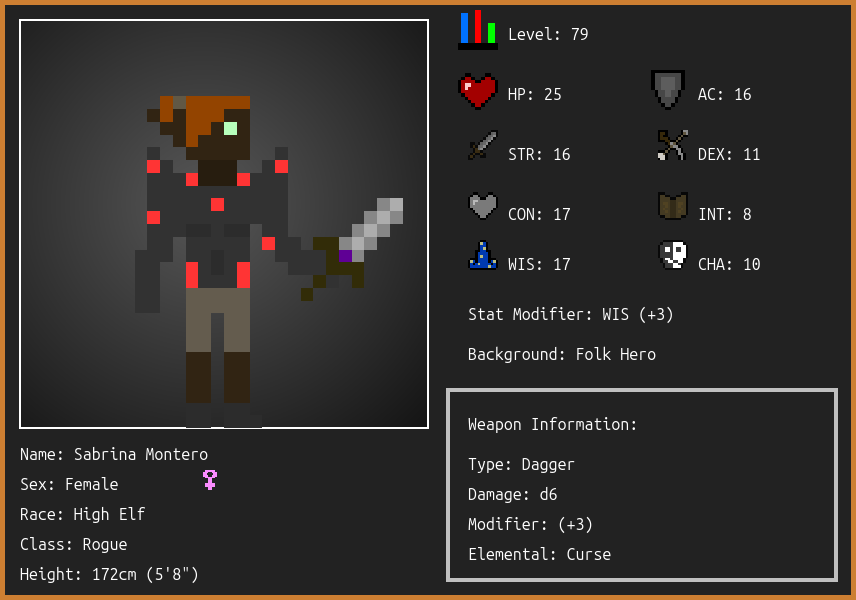 Level: 79
HP: 25
AC: 16
STR: 16
DEX: 11
CON: 17
INT: 8
WIS: 17
CHA: 10
Stat Modifier: WIS (+3)
Background: Folk Hero
Weapon Information:
Type: Dagger
Damage: d6
Modifier: (+3)
Elemental: Curse
Name: Sabrina Montero
Sex: Female
Race: High Elf
Class: Rogue
Height: 172cm (5'8")